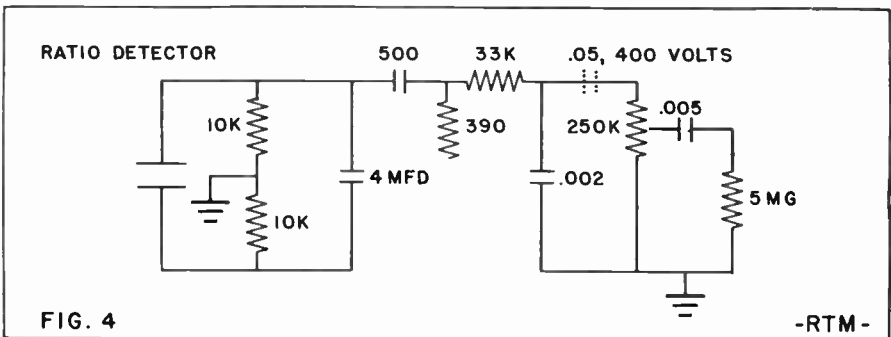 RATIO DETECTOR
500
33K
.05, 400 VOLTS
10K
390
250K
.005
4 MFD
.002
5 MG
10K
FIG. 4
-RTM-